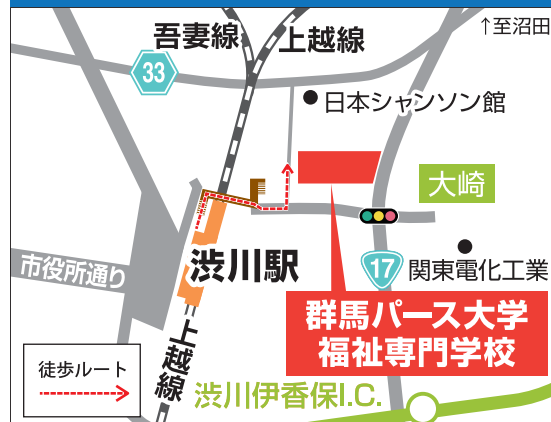 ↑至沼田
吾妻線
上越線
33
日本シャンソン館
大崎
渋川駅
市役所通り
17
関東電化工業
群馬パース大学
福祉専門学校
上越線
徒歩ルート
渋川伊香保I.C.